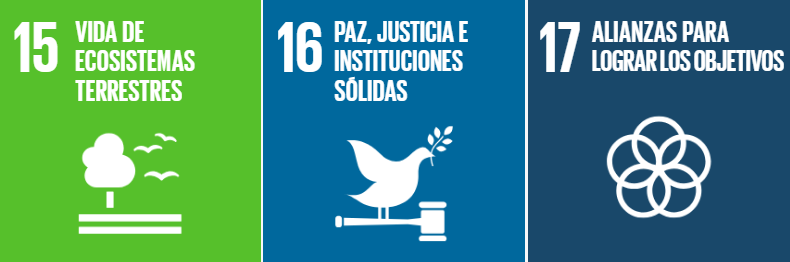 15
VIDA DE
ECOSISTEMAS
TERRESTRES
16
PAZ, JUSTICIA E
INSTITUCIONES
SÓLIDAS
17
ALIANZAS PARA
LOGRAR LOS OBJETIVOS